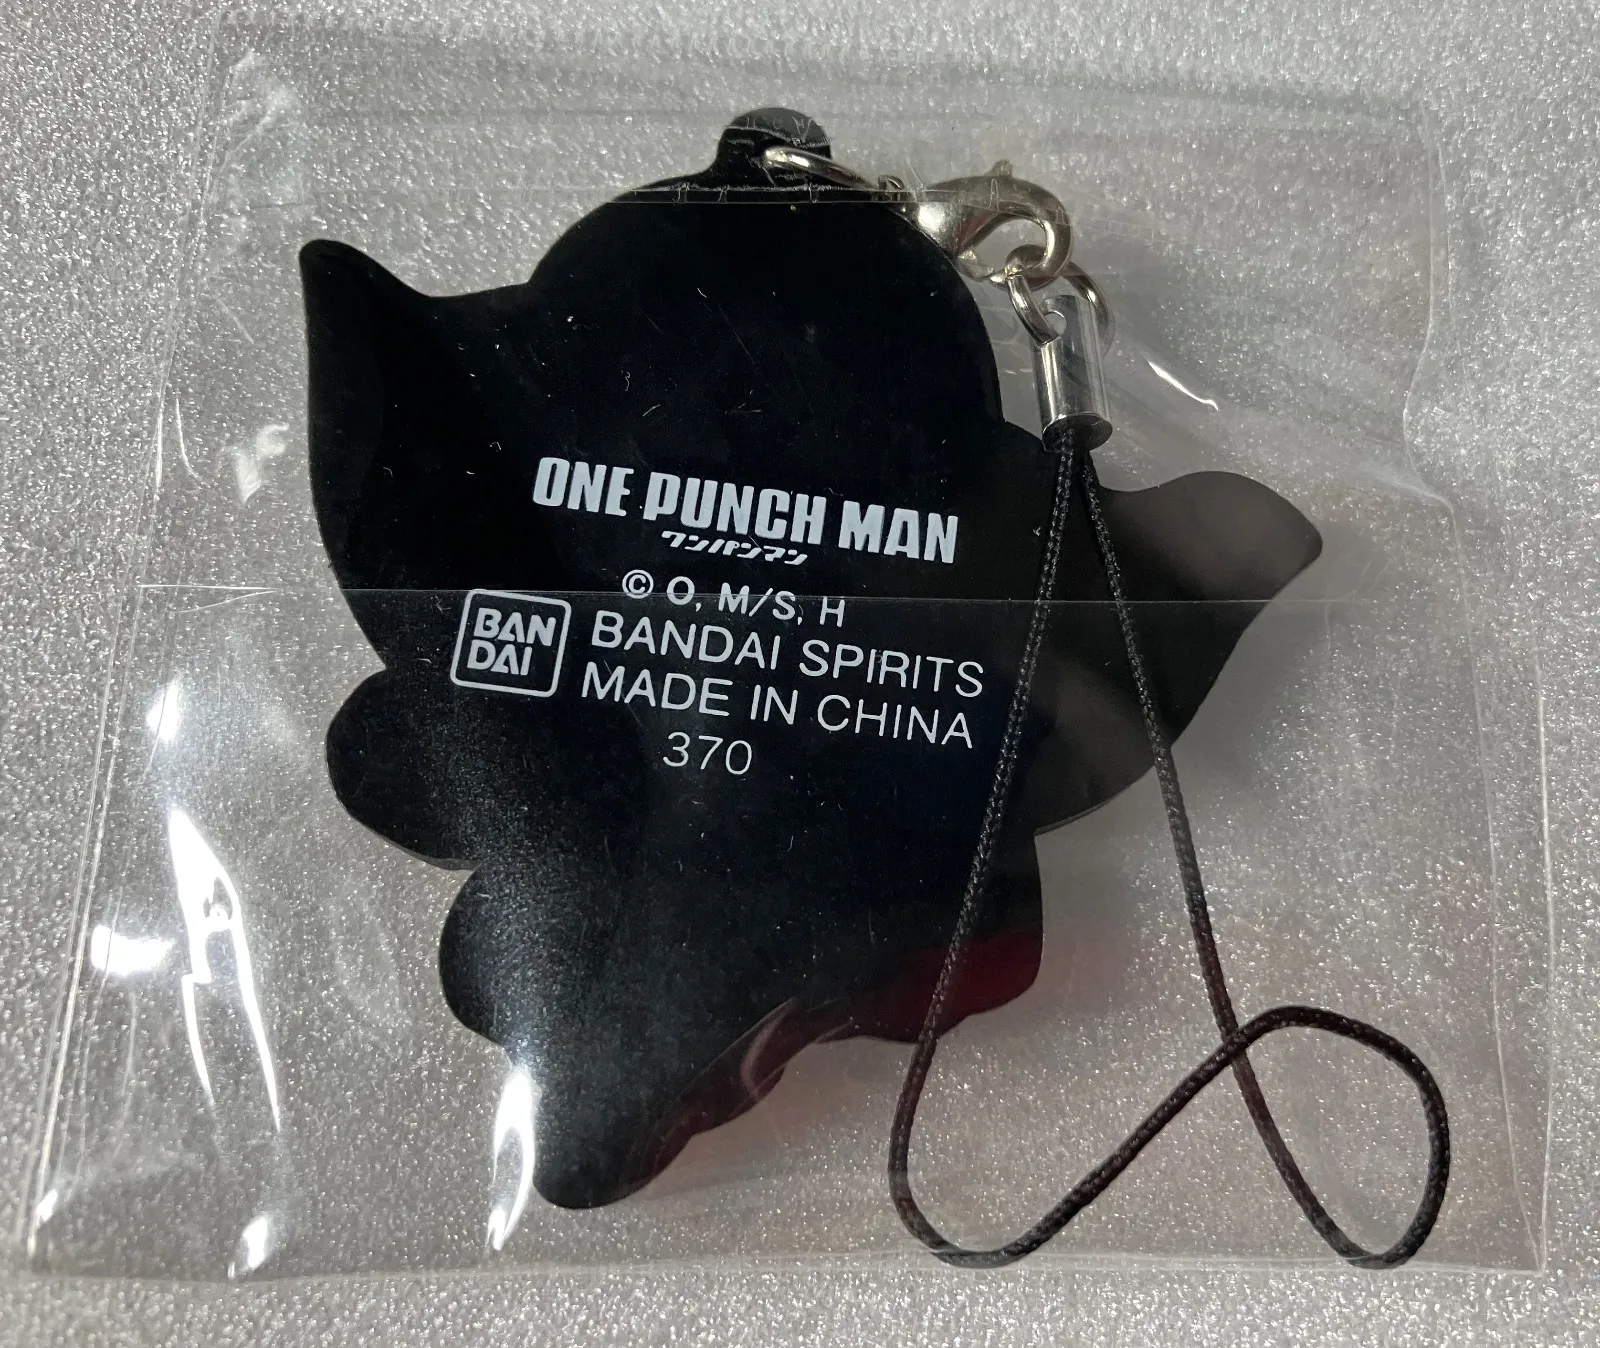 ONE PUNCH MAN
ワンパンマン
© O, M/S, H
BAN
DAI
BANDAI SPIRITS
MADE IN CHINA
370